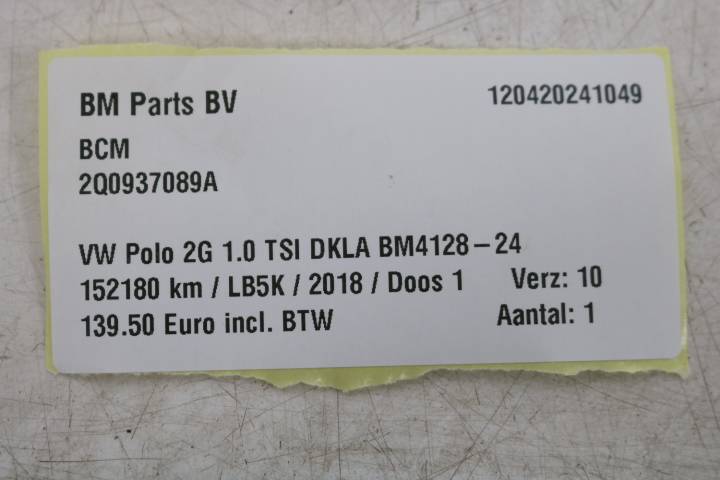 BM Parts BV 120420241049
BCM
2Q0937089A
VW Polo 2G 1.0 TSI DKLA BM4128-24
152180 km / LB5K / 2018 / Doos 1 Verz: 10
139.50 Euro incl. BTW Aantal: 1